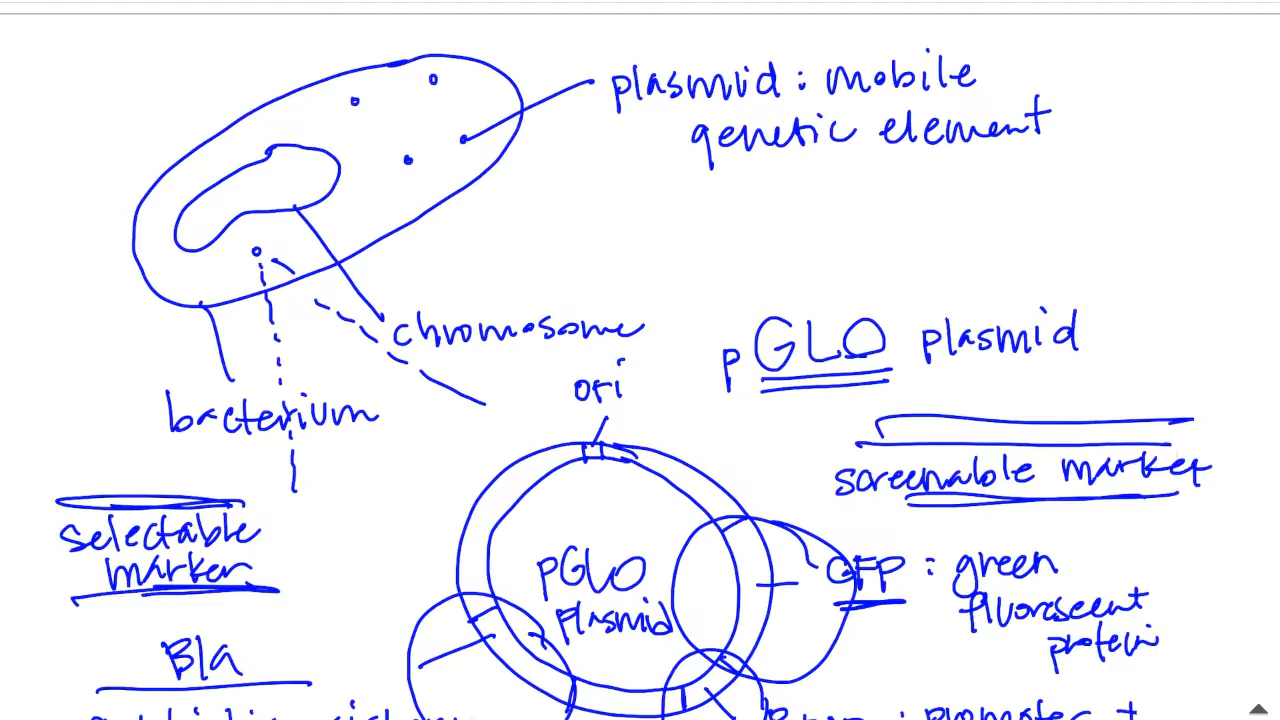 plasmid : mobile
genetic element
chromosome
bacterium
pGLO plasmid
ori
screenable marker
selectable
marker
pGLO
plasmid
GFP : green
fluorescent
protein
Bla
: promoter +